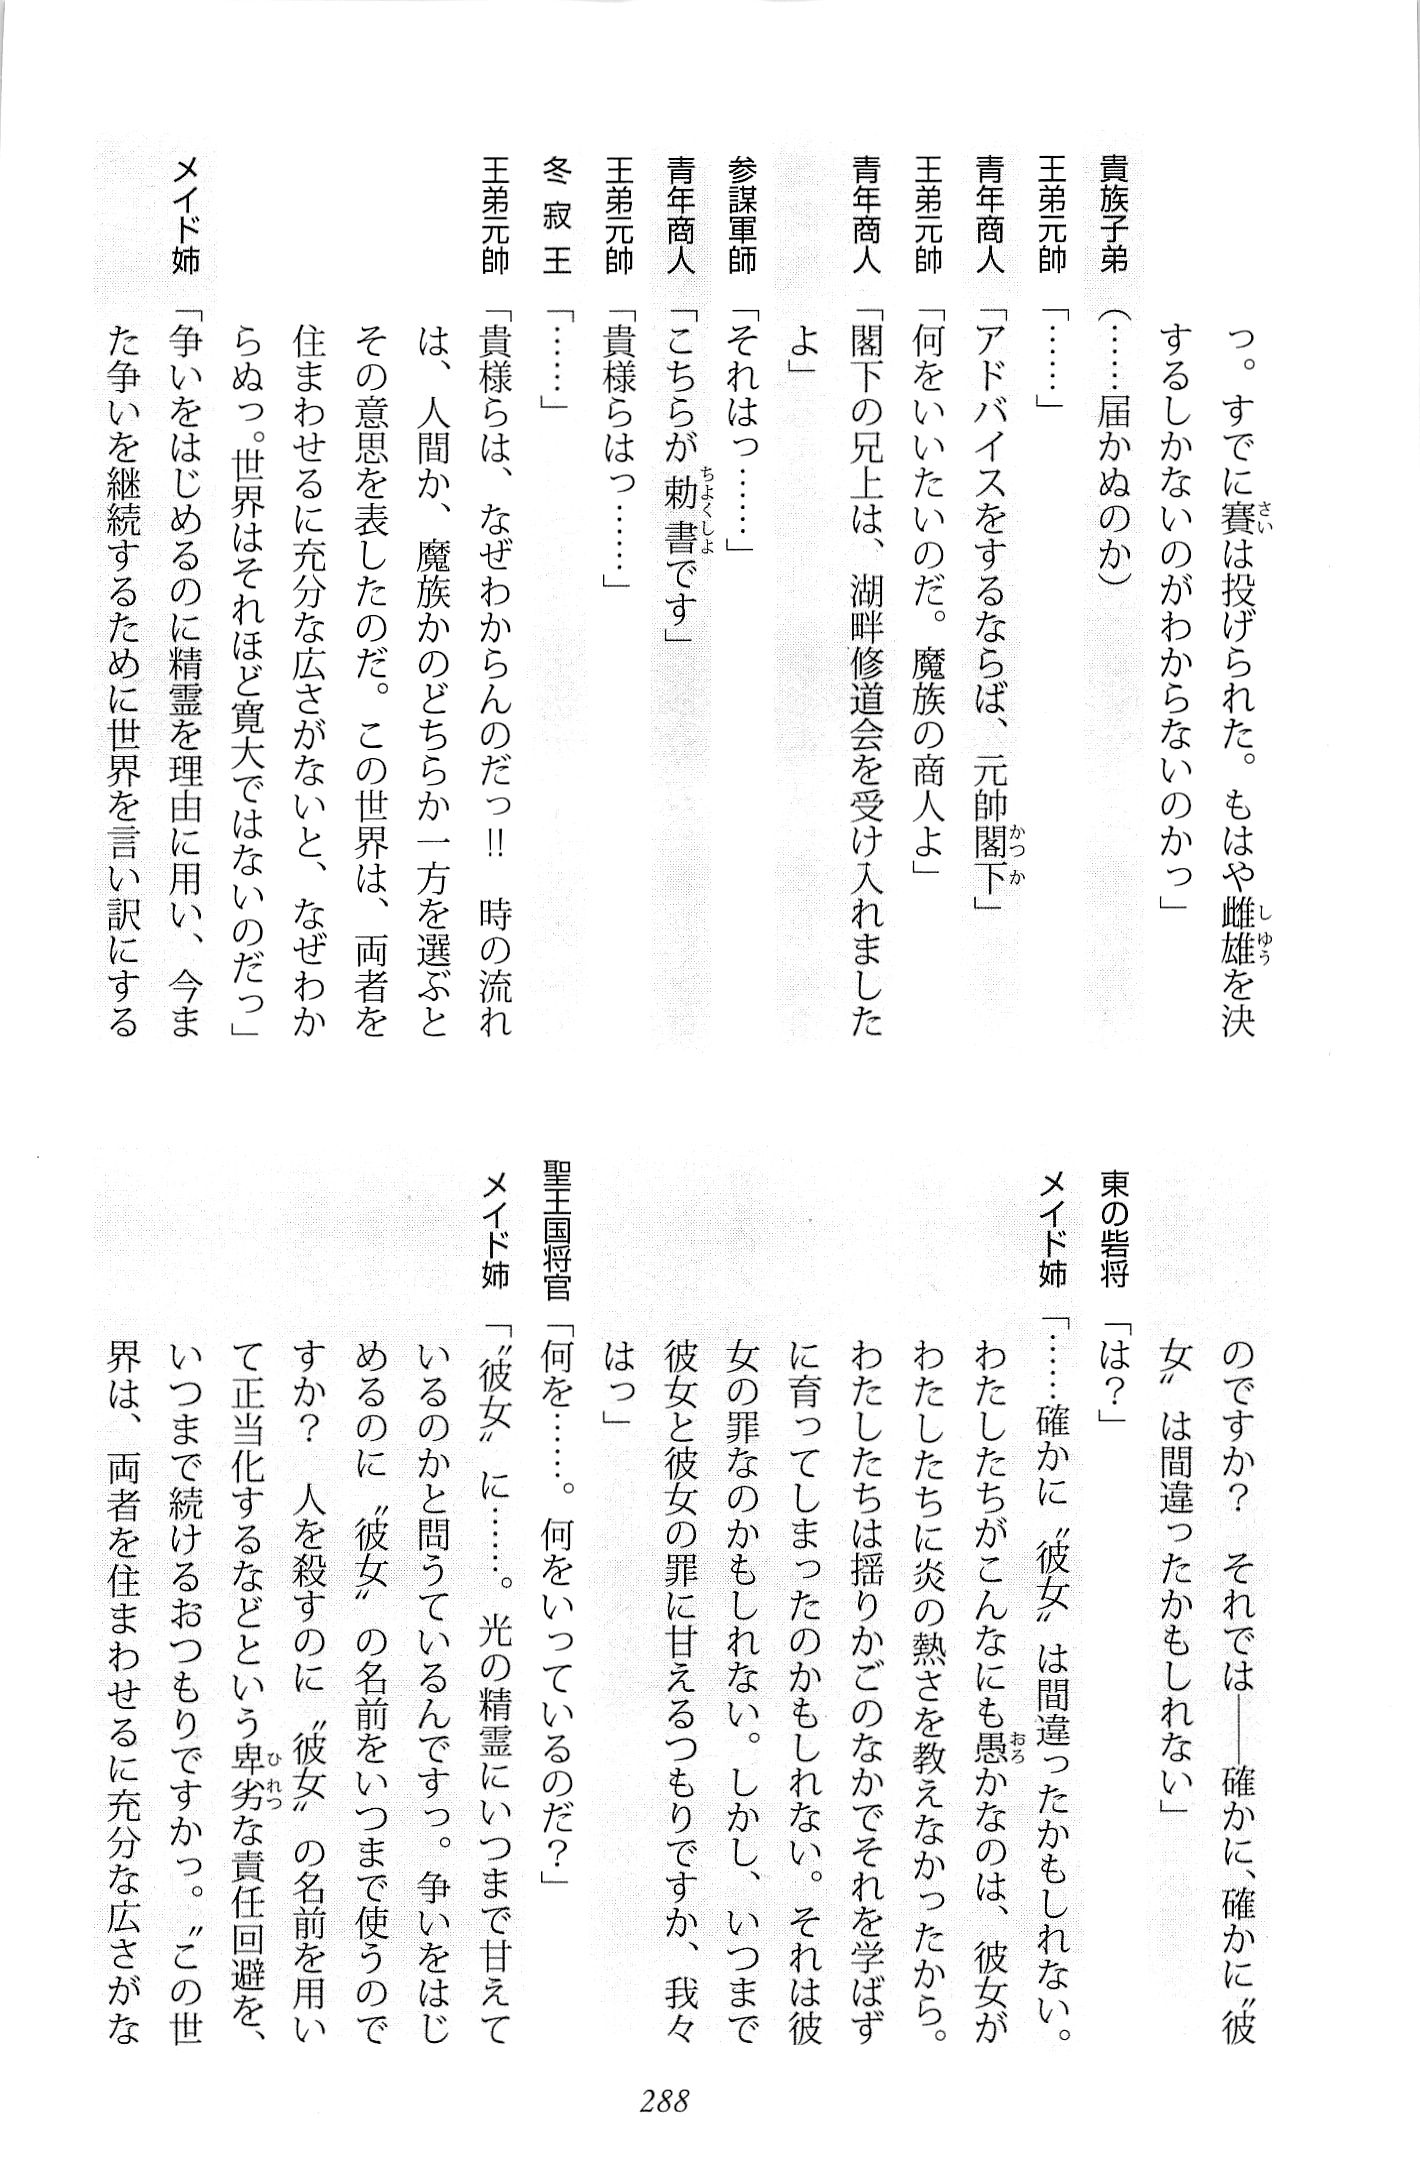 っ。すでに賽は投げられた。もはや雌雄を決
するしかないのがわからないのかっ」
貴族子弟（……届かぬのか）
王弟元帥「……」
青年商人「アドバイスをするならば、元帥閣下」
王弟元帥「何をいいたいのだ。魔族の商人よ」
青年商人「閣下の兄上は、湖畔修道会を受け入れました
よ」
参謀軍師「それはっ……」
青年商人「こちらが勅書です」
王弟元帥「貴様らはっ……」
冬寂王「……」
王弟元帥「貴様らは、なぜわからんのだっ!!　時の流れ
は、人間か、魔族かのどちらか一方を選ぶと
その意思を表したのだ。この世界は、両者を
住まわせるに充分な広さがないと、なぜわか
らぬっ。世界はそれほど寛大ではないのだっ」
メイド姉「争いをはじめるのに精霊を理由に用い、今ま
た争いを継続するために世界を言い訳にする
のですか？　それでは――確かに、確かに〝彼
女〟は間違ったかもしれない」
東の砦将「は？」
メイド姉「……確かに〝彼女〟は間違ったかもしれない。
わたしたちがこんなにも愚かなのは、彼女が
わたしたちに炎の熱さを教えなかったから。
わたしたちは揺りかごのなかでそれを学ばず
に育ってしまったのかもしれない。それは彼
女の罪なのかもしれない。しかし、いつまで
彼女と彼女の罪に甘えるつもりですか、我々
はっ」
聖王国将官「何を……。何をいっているのだ？」
メイド姉「〝彼女〟に……。光の精霊にいつまで甘えて
いるのかと問うているんですっ。争いをはじ
めるのに〝彼女〟の名前をいつまで使うので
すか？　人を殺すのに〝彼女〟の名前を用い
て正当化するなどという卑劣な責任回避を、
いつまで続けるおつもりですかっ。〝この世
界は、両者を住まわせるに充分な広さがな
288